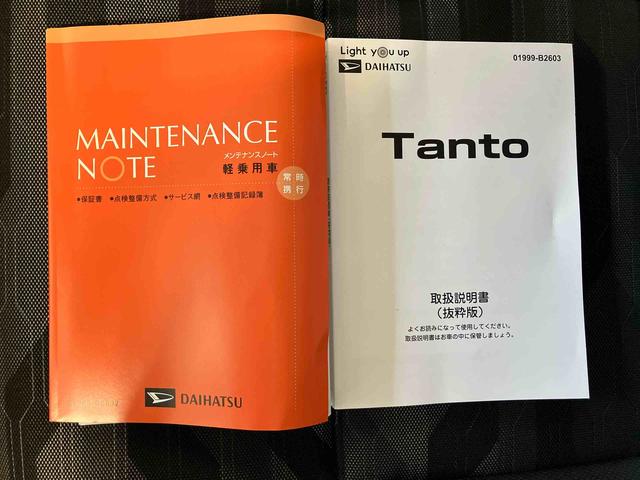 MAINTENANCE
NOTE
メンテナンスノート
軽乗用車
常時
携行
•保証書 •点検整備方式 •サービス網 •点検整備記録簿
DAIHATSU
Light you up
DAIHATSU
01999-B2603
Tanto
取扱説明書
(抜粋版)
よくお読みになって使用してください。
取扱説明書はお車の中に保管しましょう。